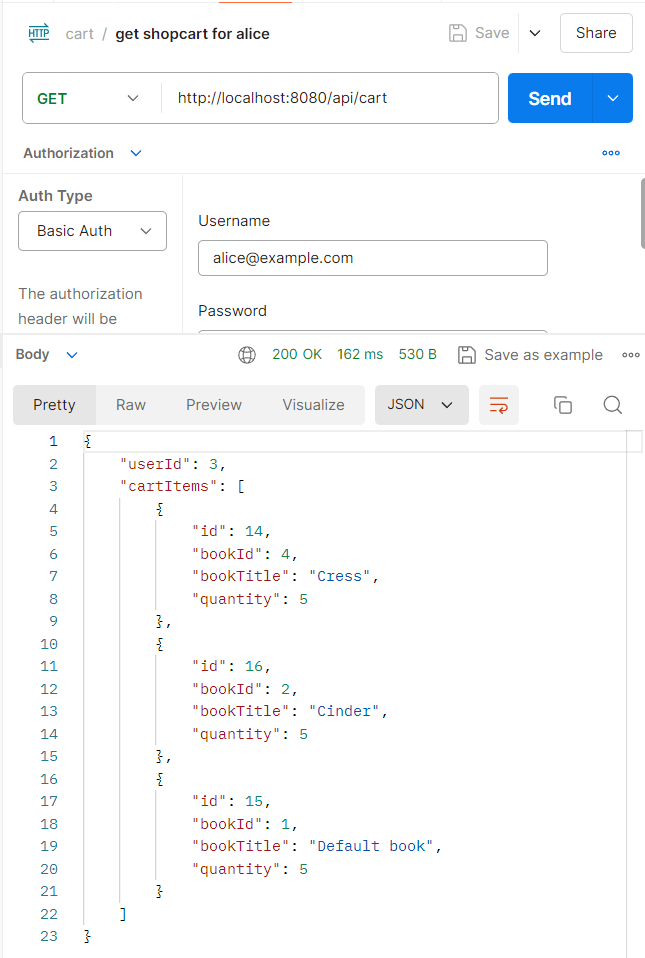 HTTP cart / get shopcart for alice Save Share
GET http://localhost:8080/api/cart Send
Authorization
Auth Type
Basic Auth
The authorization
header will be
Username
alice@example.com
Password
Body 200 OK 162 ms 530 B Save as example
Pretty Raw Preview Visualize JSON
1 {
2 "userId": 3,
3 "cartItems": [
4 {
5 "id": 14,
6 "bookId": 4,
7 "bookTitle": "Cress",
8 "quantity": 5
9 },
10 {
11 "id": 16,
12 "bookId": 2,
13 "bookTitle": "Cinder",
14 "quantity": 5
15 },
16 {
17 "id": 15,
18 "bookId": 1,
19 "bookTitle": "Default book",
20 "quantity": 5
21 }
22 ]
23 }